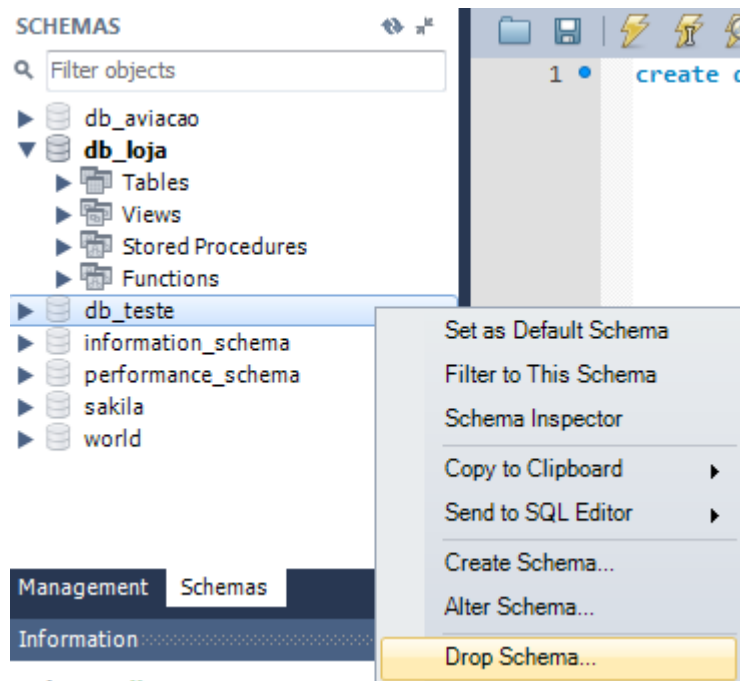 SCHEMAS
Filter objects
db_aviacao
db_loja
Tables
Views
Stored Procedures
Functions
db_teste
information_schema
performance_schema
sakila
world
Management Schemas
Information
1 create
Set as Default Schema
Filter to This Schema
Schema Inspector
Copy to Clipboard
Send to SQL Editor
Create Schema...
Alter Schema...
Drop Schema...